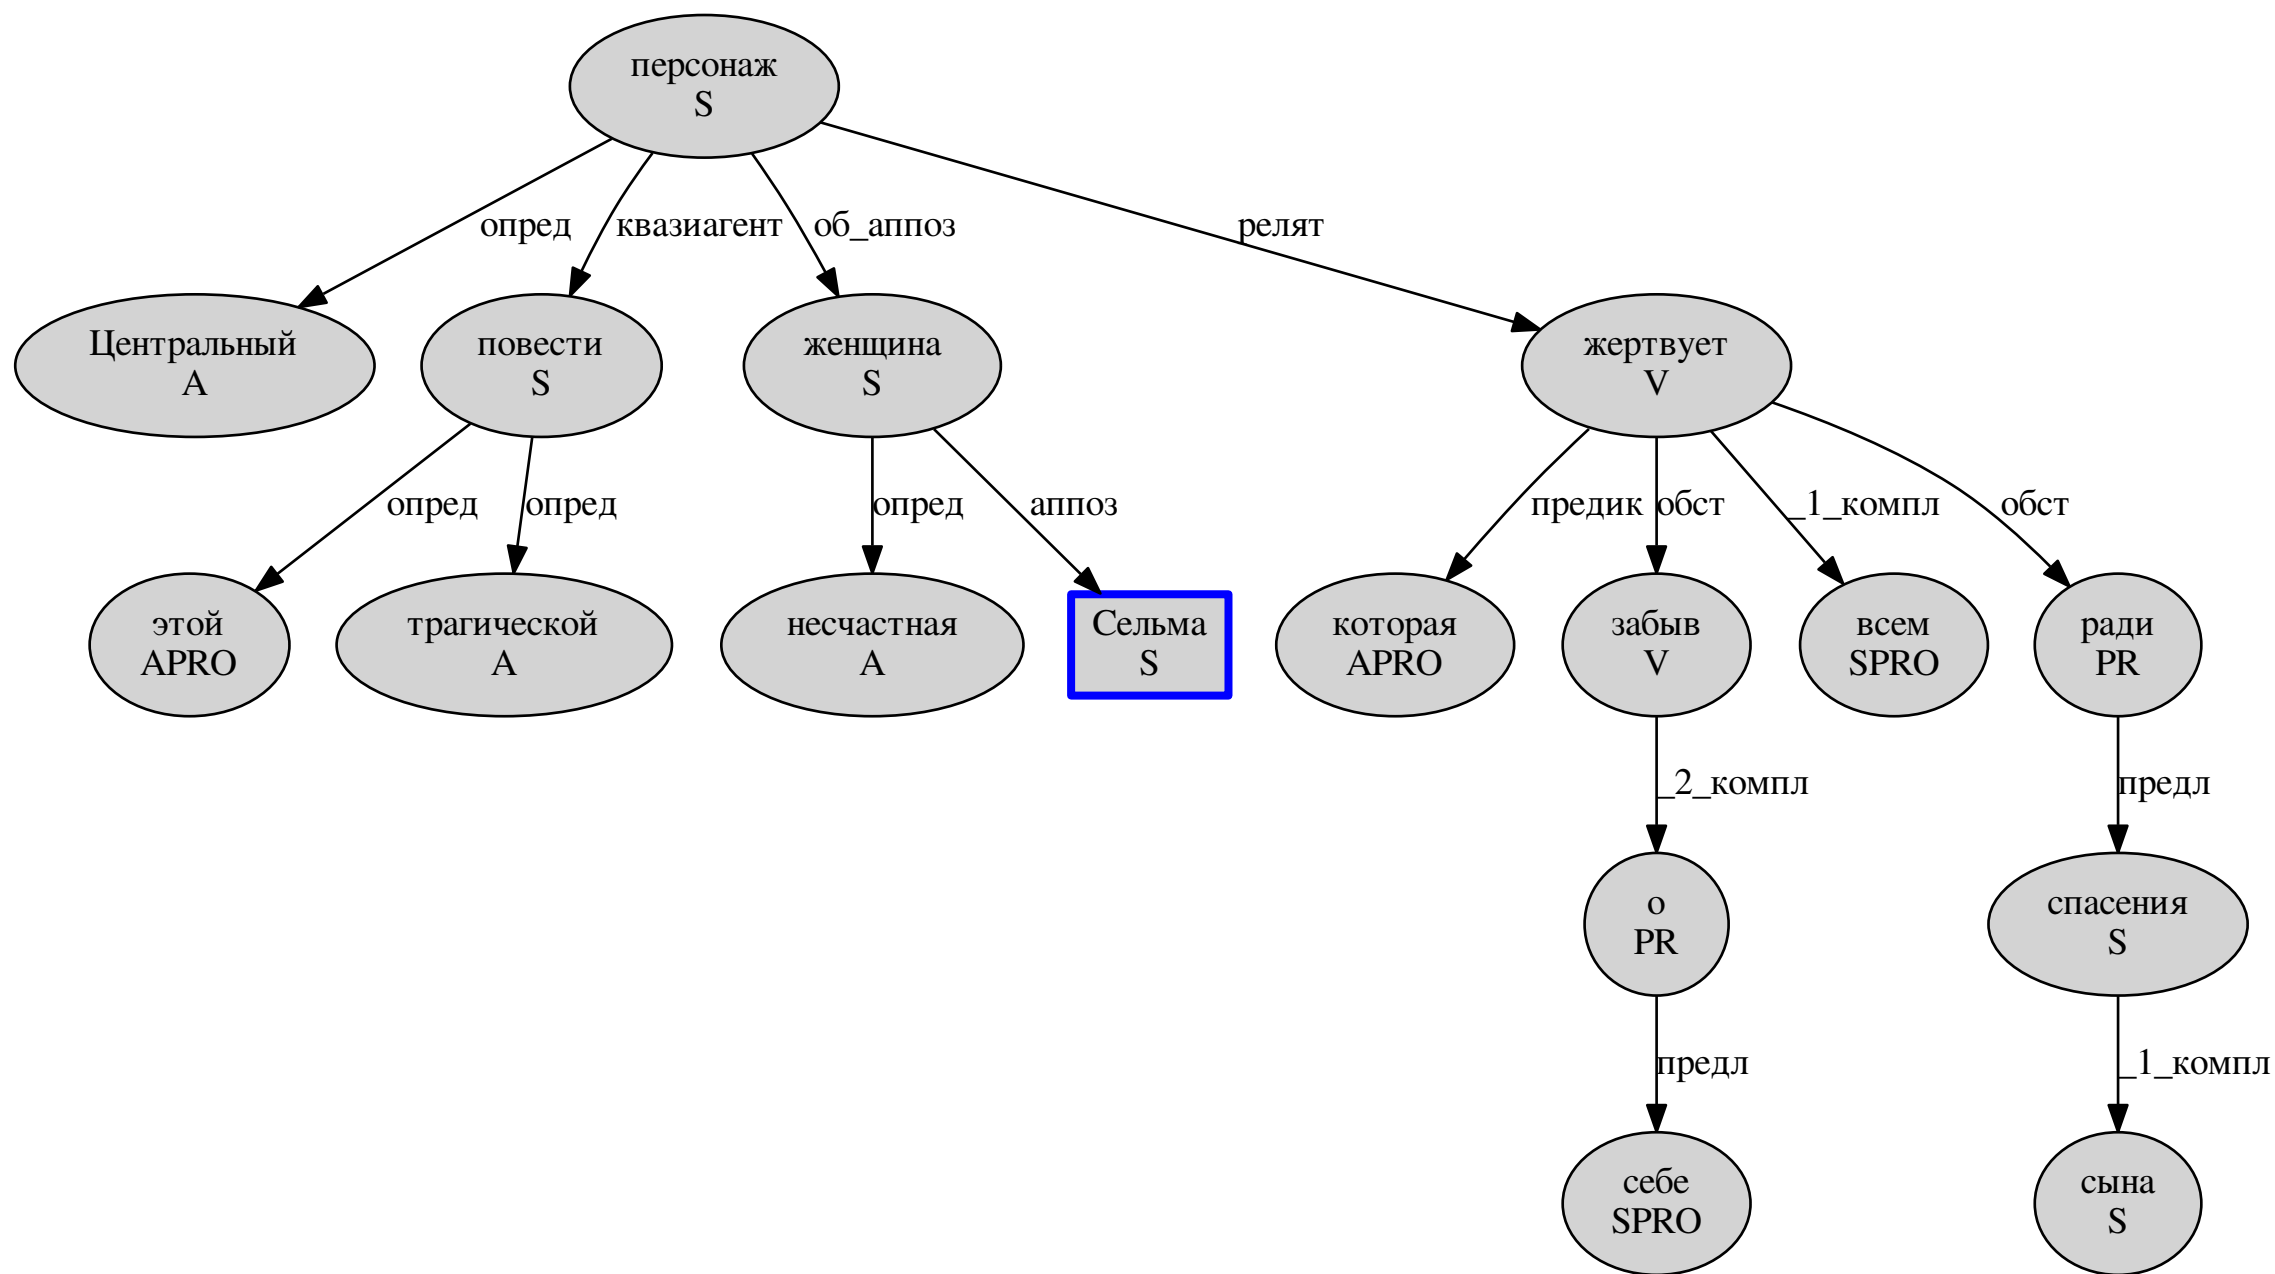 персонаж
S
опред
квазиагент
об_аппоз
релят
Центральный
A
повести
S
женщина
S
жертвует
V
опред
опред
опред
аппоз
предик
обст
_1_компл
обст
этой
APRO
трагической
A
несчастная
A
Сельма
S
которая
APRO
забыв
V
всем
SPRO
ради
PR
_2_компл
предл
о
PR
спасения
S
предл
_1_компл
себе
SPRO
сына
S